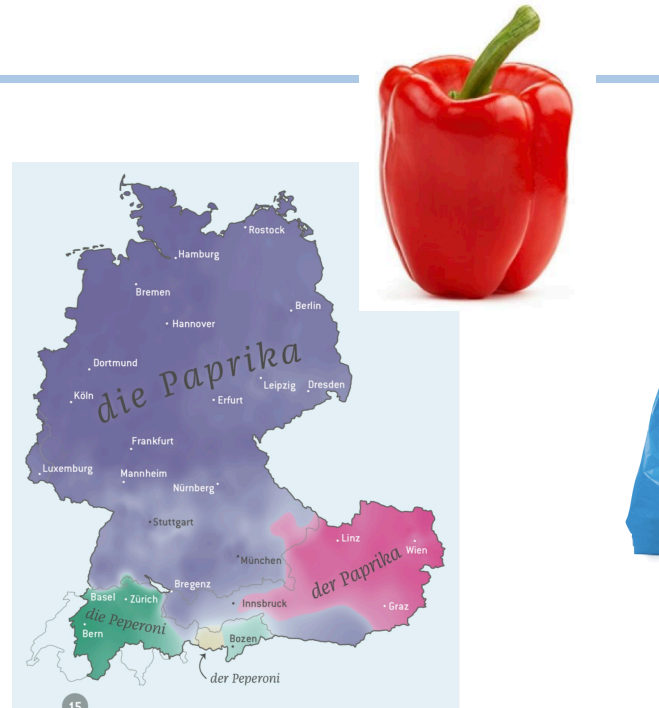 Rostock
Hamburg
Bremen
Berlin
Hannover
die Paprika
Dortmund
Leipzig
Dresden
Köln
Erfurt
Frankfurt
Luxemburg
Mannheim
Nürnberg
Stuttgart
Linz
Wien
München
der Paprika
Bregenz
Basel
Zürich
Innsbruck
Graz
die Peperoni
Bern
Bozen
der Peperoni
15